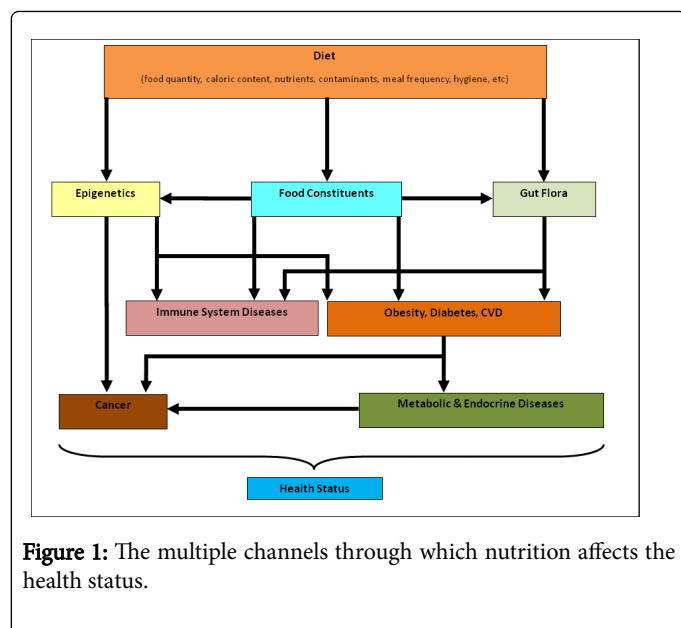 Diet
(food quantity, caloric content, nutrients, contaminants, meal frequency, hygiene, etc)
Epigenetics
Food Constituents
Gut Flora
Immune System Diseases
Obesity, Diabetes, CVD
Cancer
Metabolic & Endocrine Diseases
Health Status
Figure 1: The multiple channels through which nutrition affects the
health status.